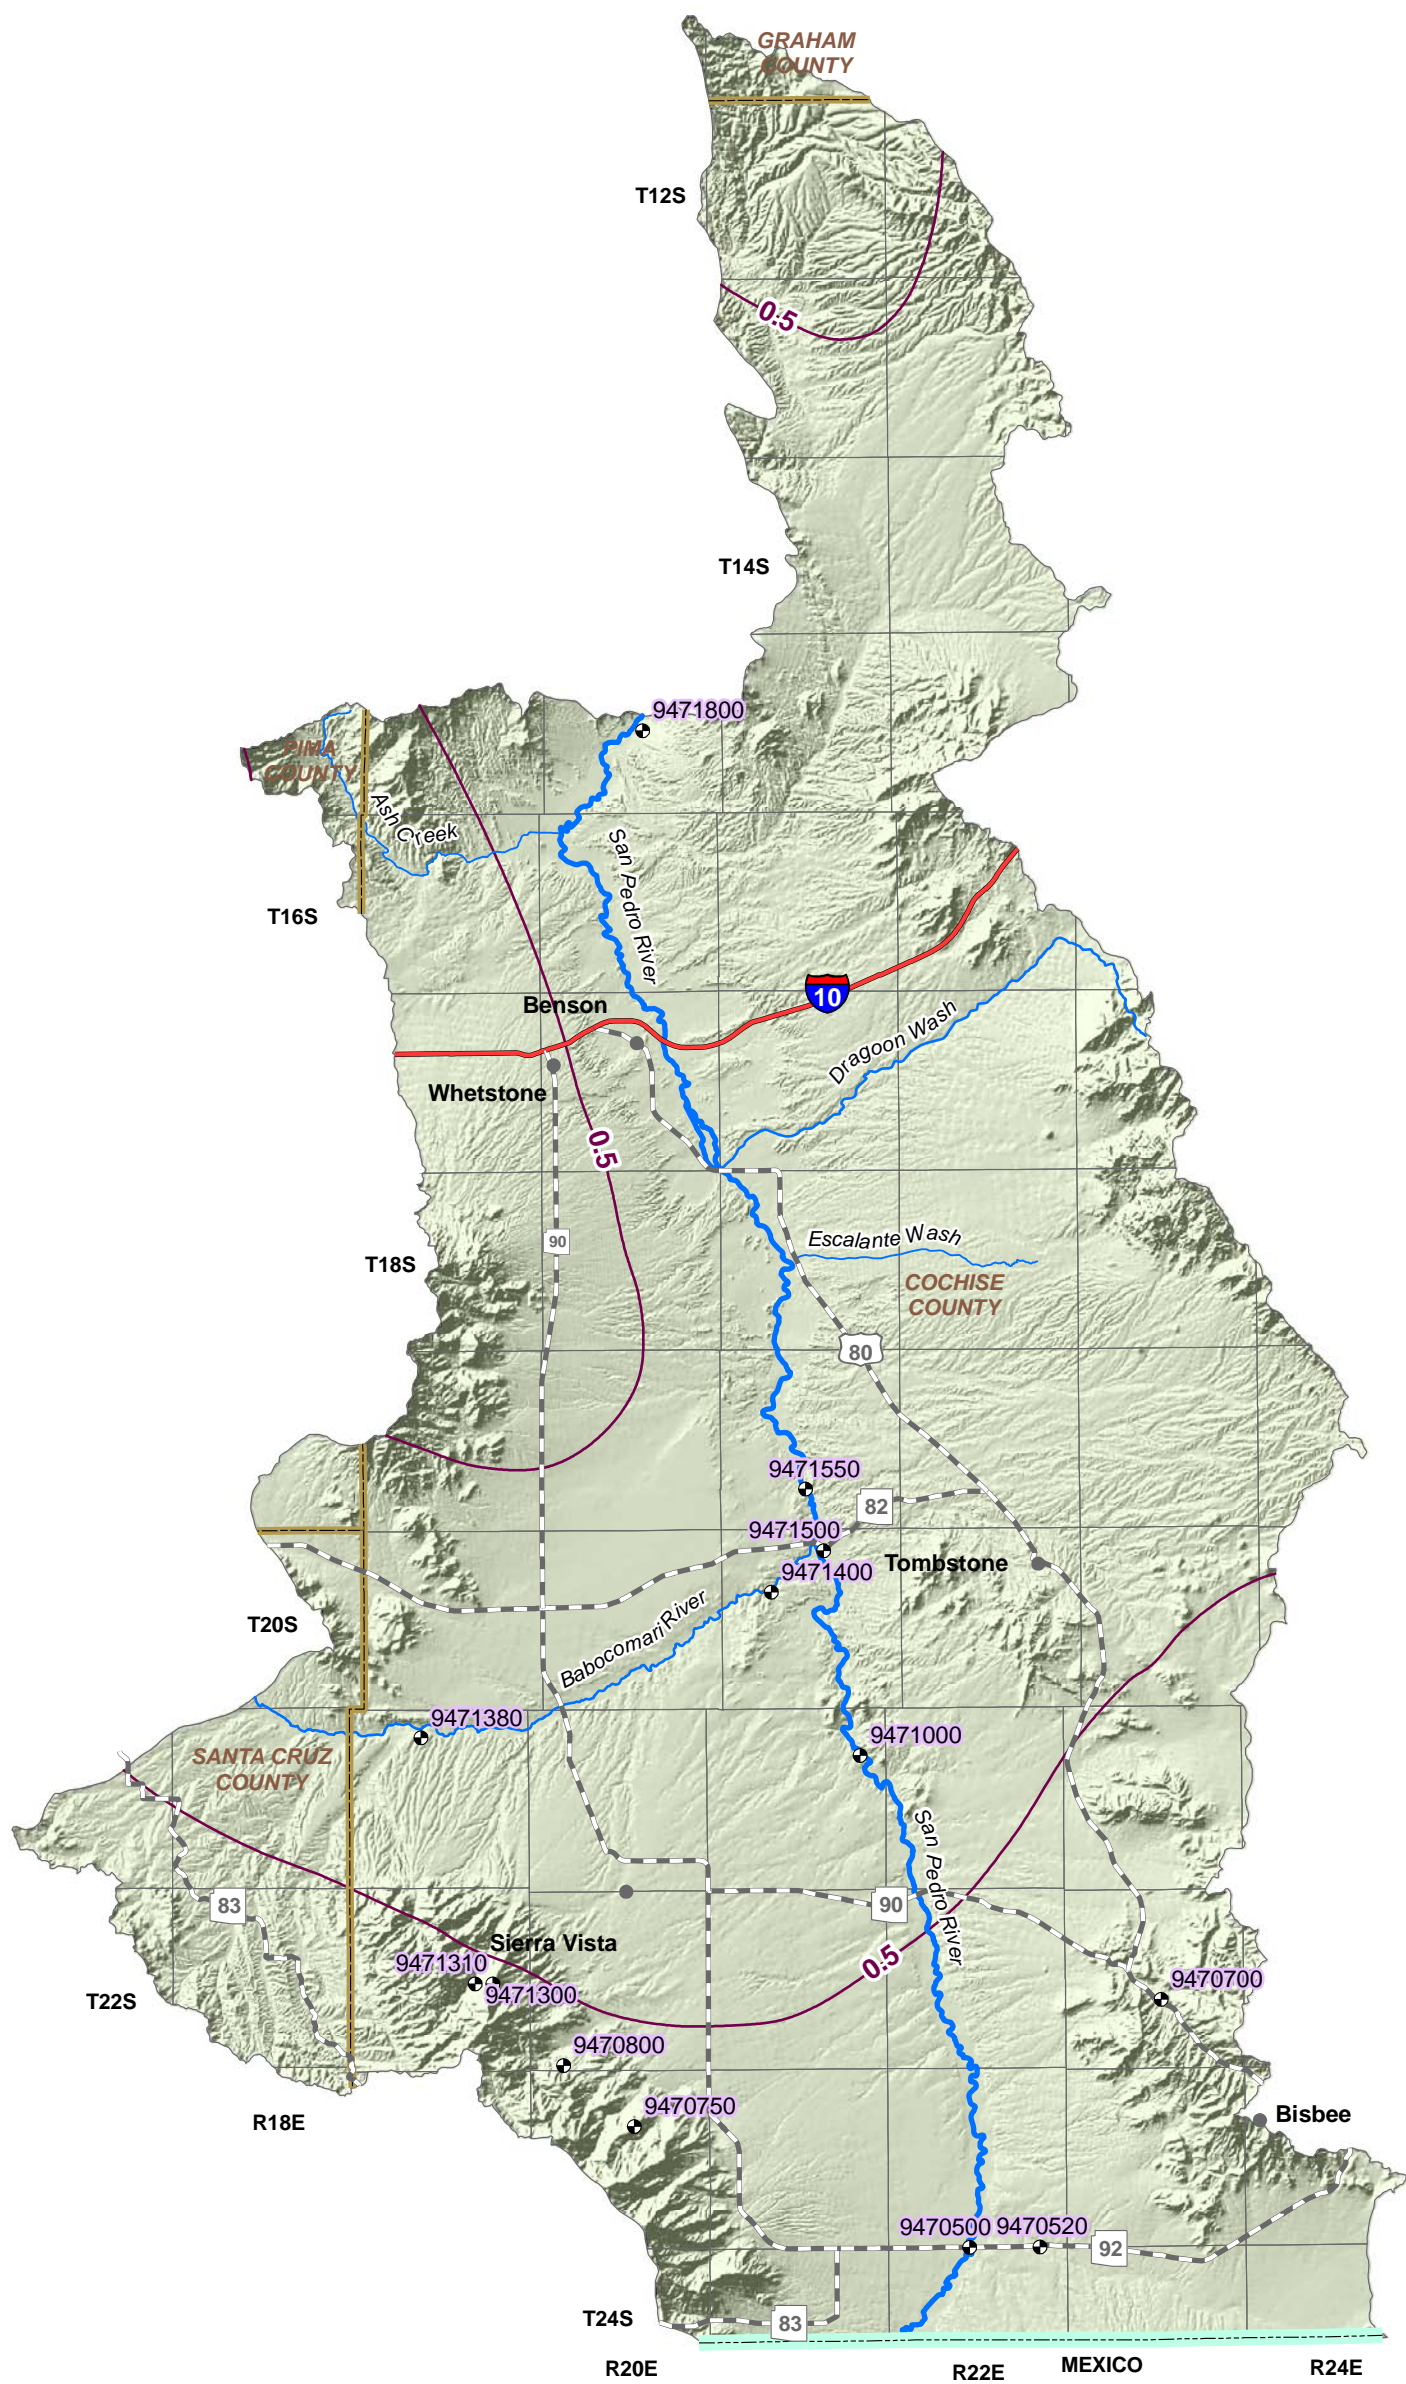 GRAHAM
COUNTY
T12S
0.5
T14S
9471800
PIMA
COUNTY
Ash Creek
San Pedro River
T16S
10
Benson
Dragoon Wash
Whetstone
0.5
90
Escalante Wash
T18S
COCHISE
COUNTY
80
9471550
82
9471500
Tombstone
9471400
T20S
Babocomari River
9471380
9471000
SANTA CRUZ
COUNTY
San Pedro River
83
90
Sierra Vista
0.5
9471310
9471300
9470700
T22S
9470800
9470750
R18E
Bisbee
9470500 9470520
92
T24S
83
R20E
R22E
MEXICO
R24E